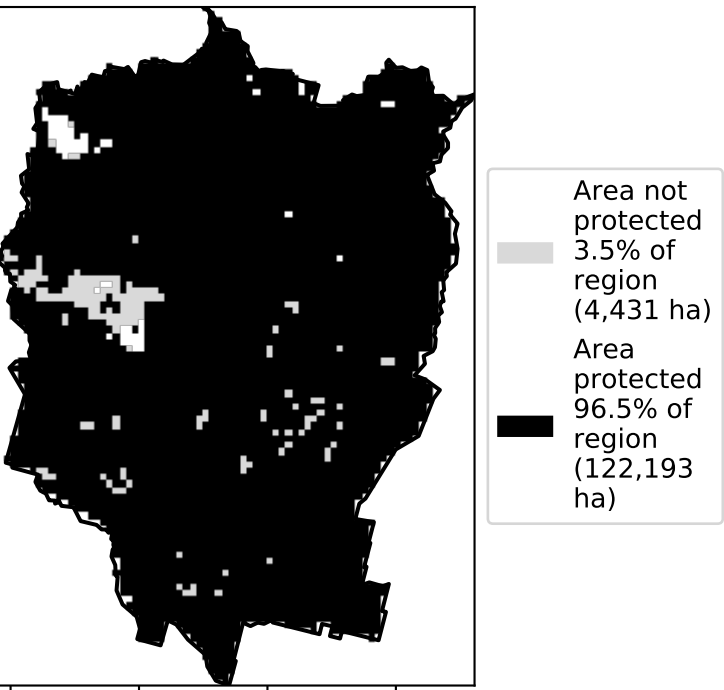 Area not
protected
3.5% of
region
(4,431 ha)
Area
protected
96.5% of
region
(122,193
ha)